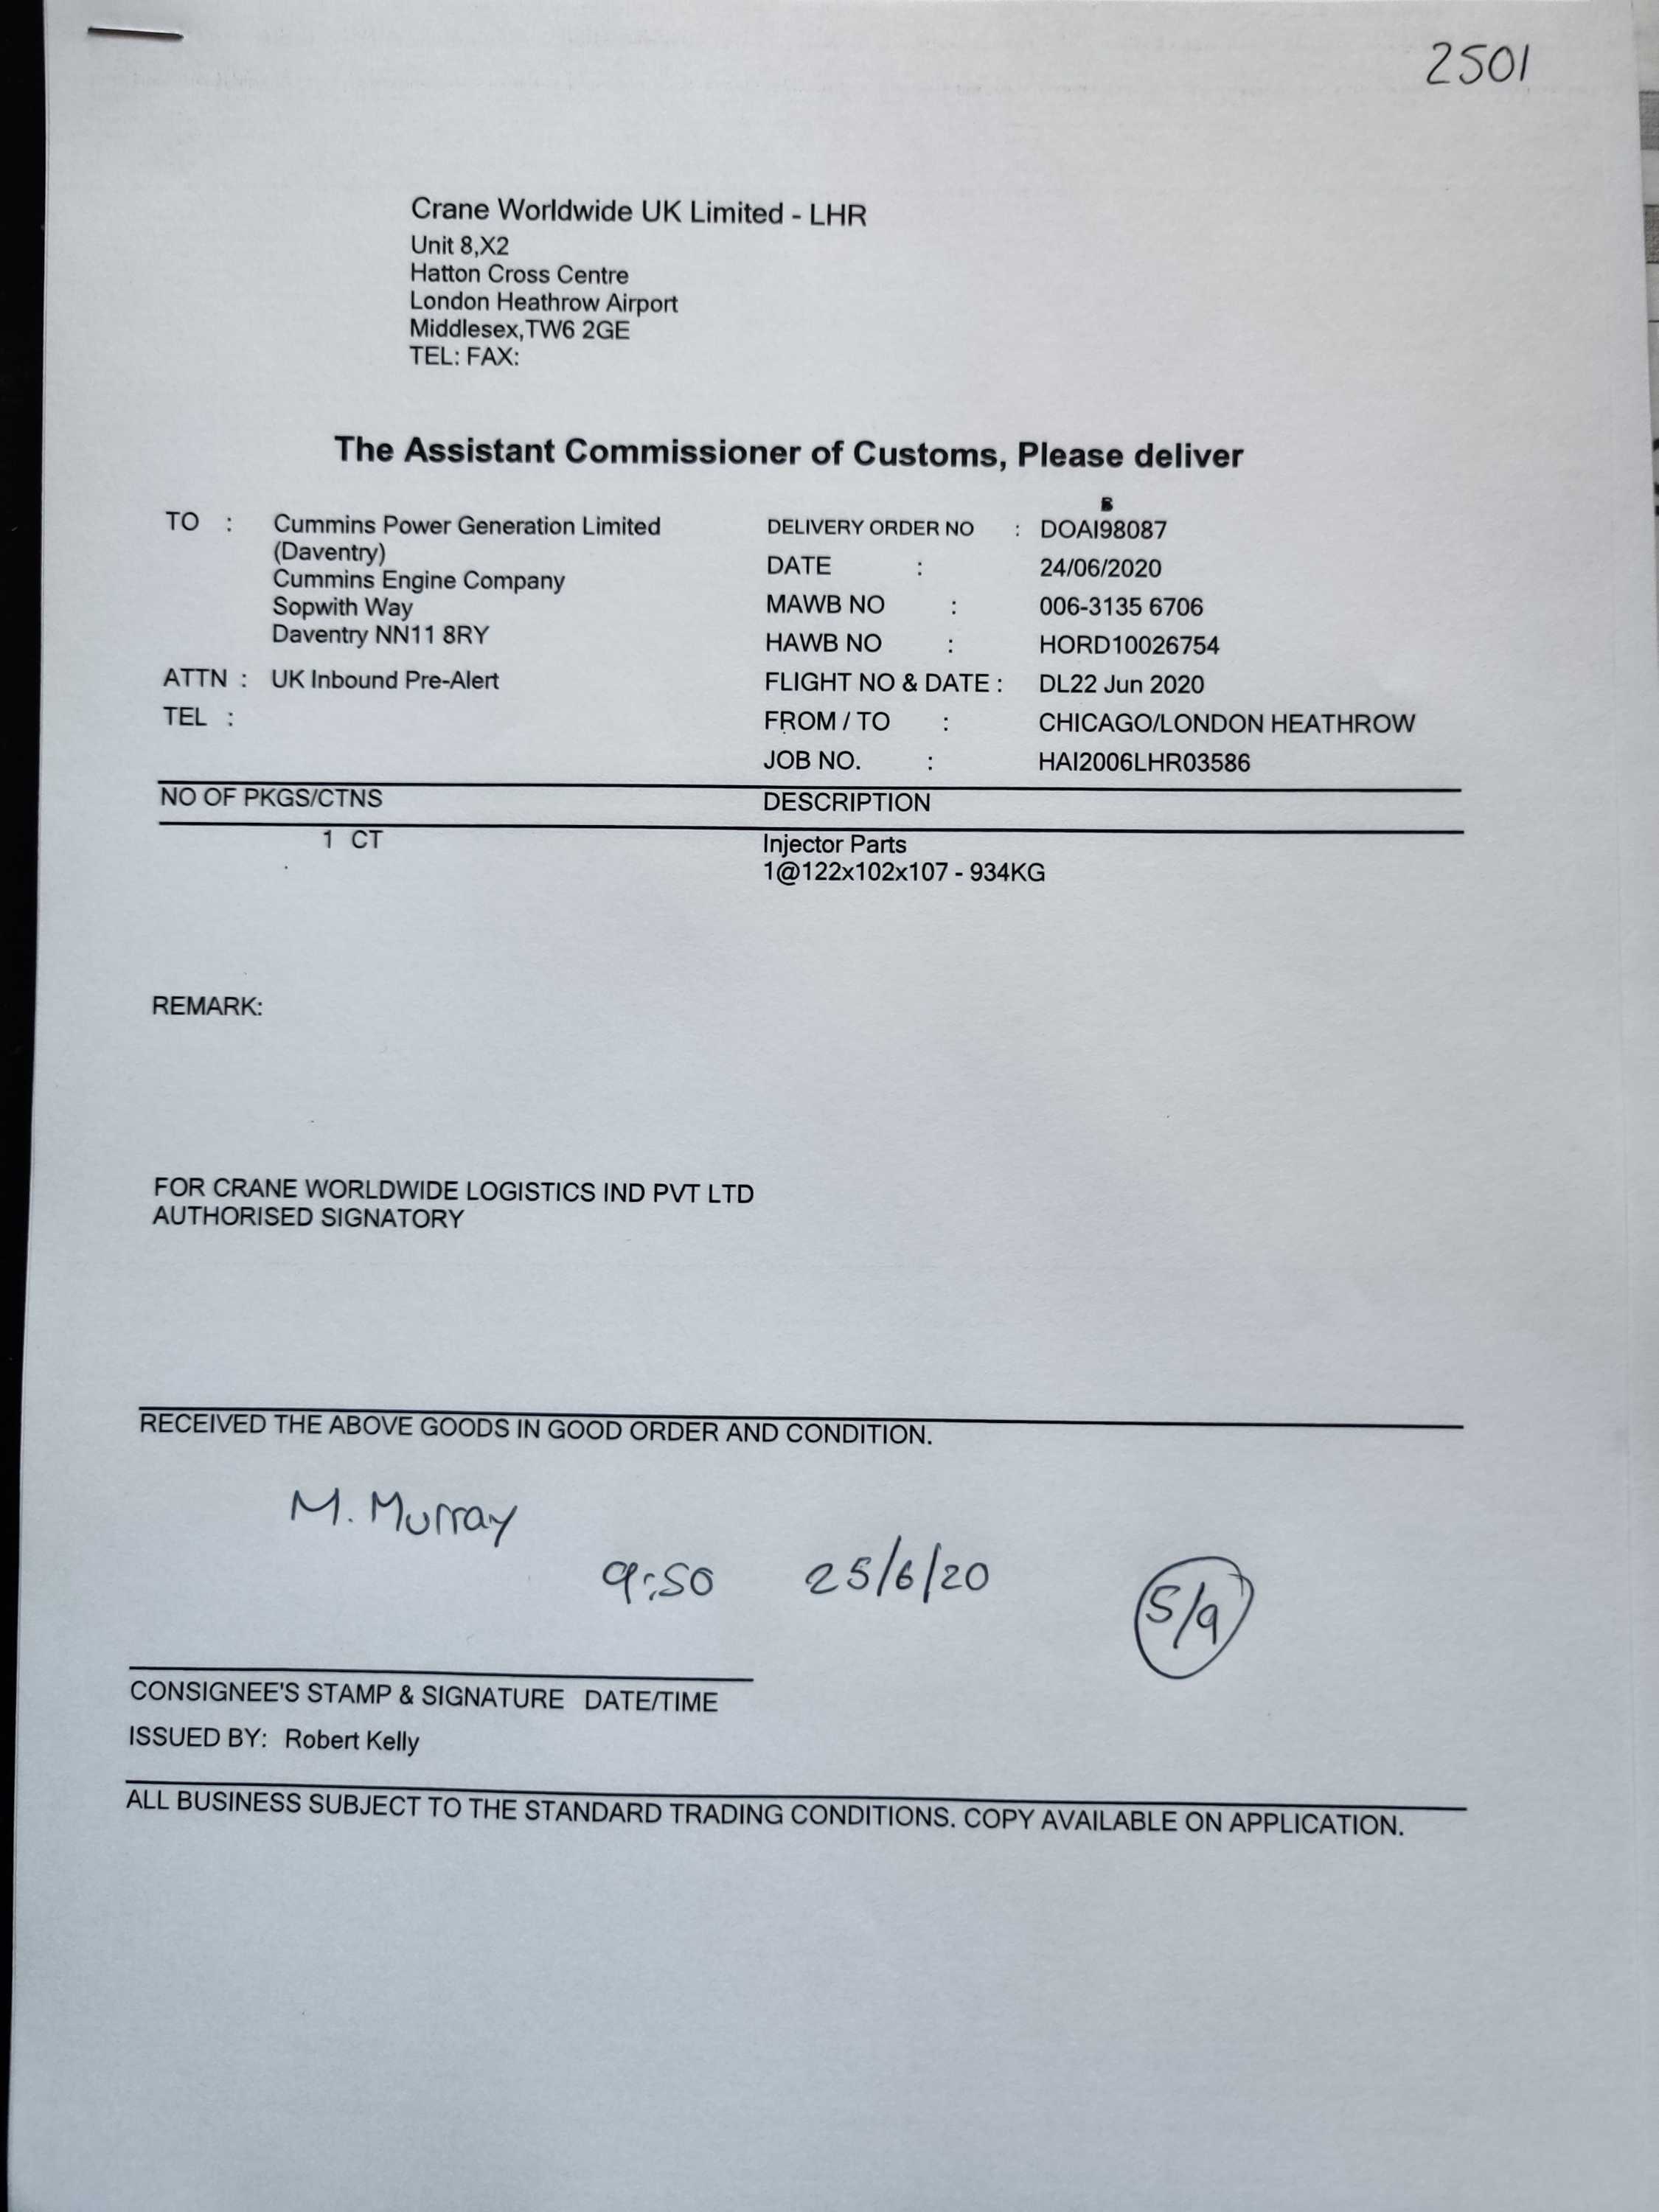 2501
Crane Worldwide UK Limited - LHR
Unit 8,X2
Hatton Cross Centre
London Heathrow Airport
Middlesex,TW6 2GE
TEL: FAX:
The Assistant Commissioner of Customs, Please deliver
TO : Cummins Power Generation Limited
(Daventry)
Cummins Engine Company
Sopwith Way
Daventry NN11 8RY
ATTN : UK Inbound Pre-Alert
TEL :
DELIVERY ORDER NO : DOAI98087
DATE : 24/06/2020
MAWB NO : 006-3135 6706
HAWB NO : HORD10026754
FLIGHT NO & DATE : DL22 Jun 2020
FROM / TO : CHICAGO/LONDON HEATHROW
JOB NO. : HAI2006LHR03586
NO OF PKGS/CTNS DESCRIPTION
1 CT Injector Parts
1@122x102x107 - 934KG
REMARK:
FOR CRANE WORLDWIDE LOGISTICS IND PVT LTD
AUTHORISED SIGNATORY
RECEIVED THE ABOVE GOODS IN GOOD ORDER AND CONDITION.
M. Murray
9:50 25/6/20 5/9
CONSIGNEE'S STAMP & SIGNATURE DATE/TIME
ISSUED BY: Robert Kelly
ALL BUSINESS SUBJECT TO THE STANDARD TRADING CONDITIONS. COPY AVAILABLE ON APPLICATION.